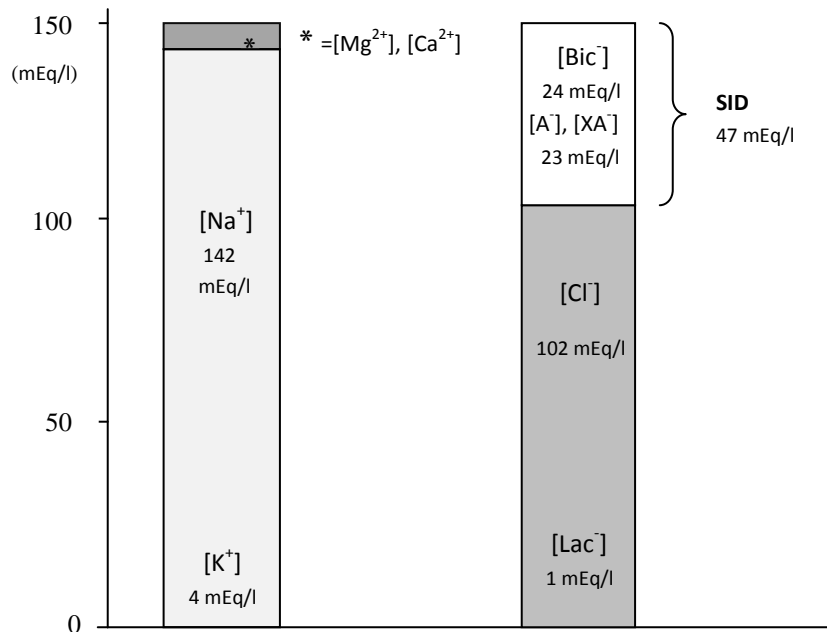 150
(mEq/l)
100
50
0
*
* =[Mg²⁺], [Ca²⁺]
[Na⁺]
142
mEq/l
[K⁺]
4 mEq/l
[Bic⁻]
24 mEq/l
[A⁻], [XA⁻]
23 mEq/l
[Cl⁻]
102 mEq/l
[Lac⁻]
1 mEq/l
SID
47 mEq/l